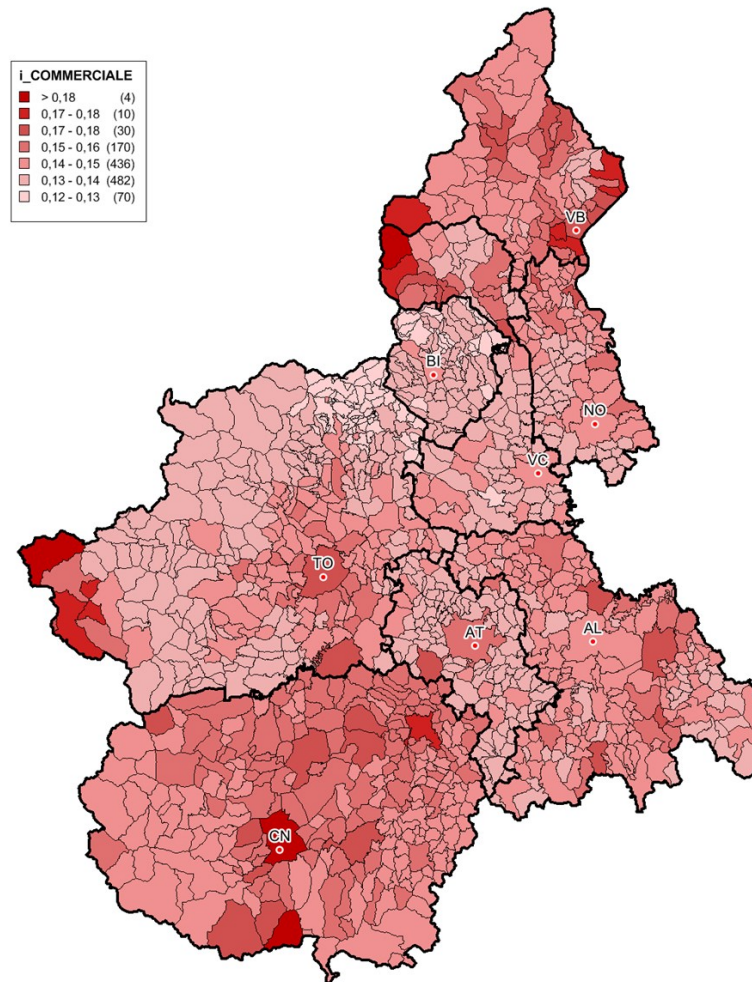 i_COMMERCIALE
> 0,18 (4)
0,17 - 0,18 (10)
0,17 - 0,18 (30)
0,15 - 0,16 (170)
0,14 - 0,15 (436)
0,13 - 0,14 (482)
0,12 - 0,13 (70)
VB
BI
NO
VC
TO
AT
AL
CN